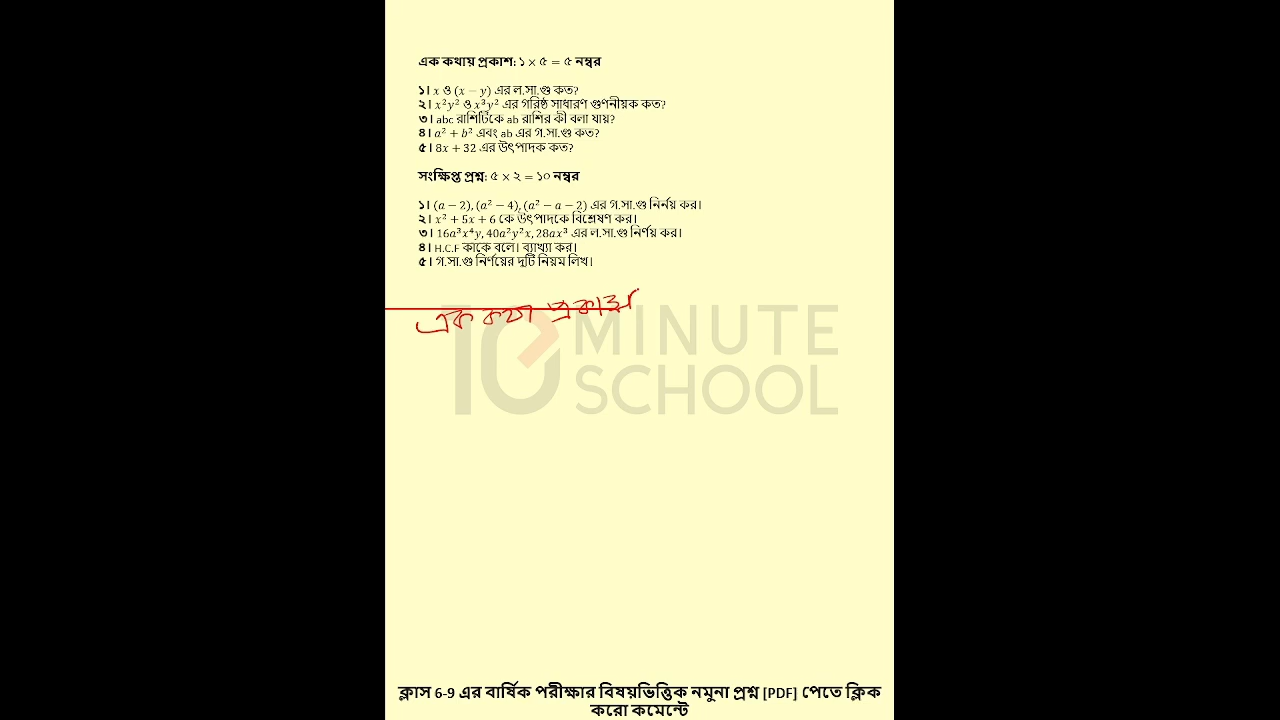 এক কথায় প্রকাশ: ১ × ৫ = ৫ নম্বর
১। x ও (x − y) এর ল.সা.গু কত?
২। x²y² ও x³y² এর গরিষ্ঠ সাধারণ গুণনীয়ক কত?
৩। abc রাশিটিকে ab রাশির কী বলা যায়?
৪। a² + b² এবং ab এর গ.সা.গু কত?
৫। 8x + 32 এর উৎপাদক কত?
সংক্ষিপ্ত প্রশ্ন: ৫ × ২ = ১০ নম্বর
১। (a − 2), (a² − 4), (a² − a − 2) এর গ.সা.গু নির্নয় কর।
২। x² + 5x + 6 কে উৎপাদকে বিশ্লেষণ কর।
৩। 16a³x⁴y, 40a²y²x, 28ax³ এর ল.সা.গু নির্ণয় কর।
৪। H.C.F কাকে বলে। ব্যাখ্যা কর।
৫। গ.সা.গু নির্ণয়ের দুটি নিয়ম লিখ।
এক কথা প্রকাশ
10 MINUTE
SCHOOL
ক্লাস 6-9 এর বার্ষিক পরীক্ষার বিষয়ভিত্তিক নমুনা প্রশ্ন [PDF] পেতে ক্লিক
করো কমেন্টে